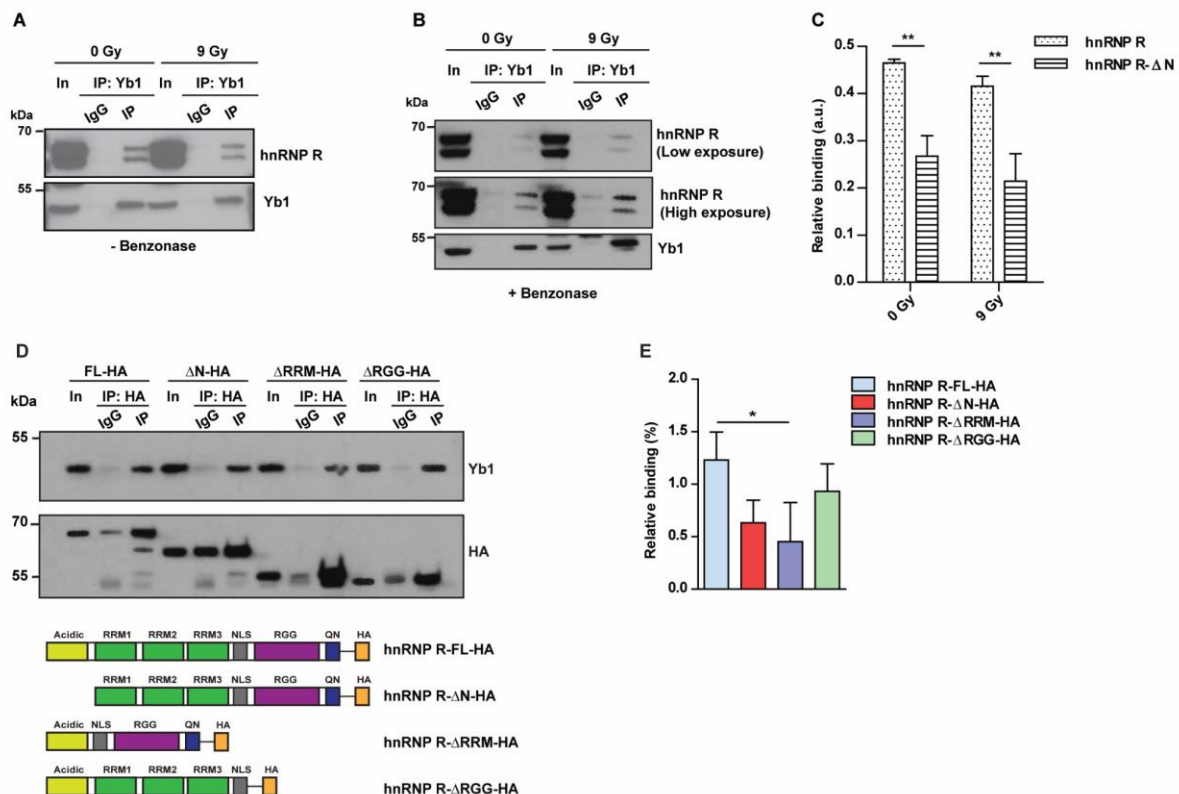 A
0 Gy 9 Gy
In IP: Yb1 In IP: Yb1
IgG IP IgG IP
kDa
70
hnRNP R
55
Yb1
- Benzonase
B
0 Gy 9 Gy
In IP: Yb1 In IP: Yb1
IgG IP IgG IP
kDa
70
hnRNP R
(Low exposure)
70
hnRNP R
(High exposure)
55
Yb1
+ Benzonase
C
Relative binding (a.u.)
0.5
0.4
0.3
0.2
0.1
0.0
**
**
0 Gy
9 Gy
hnRNP R
hnRNP R-ΔN
D
FL-HA ΔN-HA ΔRRM-HA ΔRGG-HA
In IP: HA In IP: HA In IP: HA In IP: HA
IgG IP IgG IP IgG IP IgG IP
kDa
55
Yb1
70
HA
55
Acidic RRM1 RRM2 RRM3 NLS RGG QN HA
hnRNP R-FL-HA
RRM1 RRM2 RRM3 NLS RGG QN HA
hnRNP R-ΔN-HA
Acidic NLS RGG QN HA
hnRNP R-ΔRRM-HA
Acidic RRM1 RRM2 RRM3 NLS HA
hnRNP R-ΔRGG-HA
E
Relative binding (%)
2.0
1.5
1.0
0.5
0.0
*
hnRNP R-FL-HA
hnRNP R-ΔN-HA
hnRNP R-ΔRRM-HA
hnRNP R-ΔRGG-HA